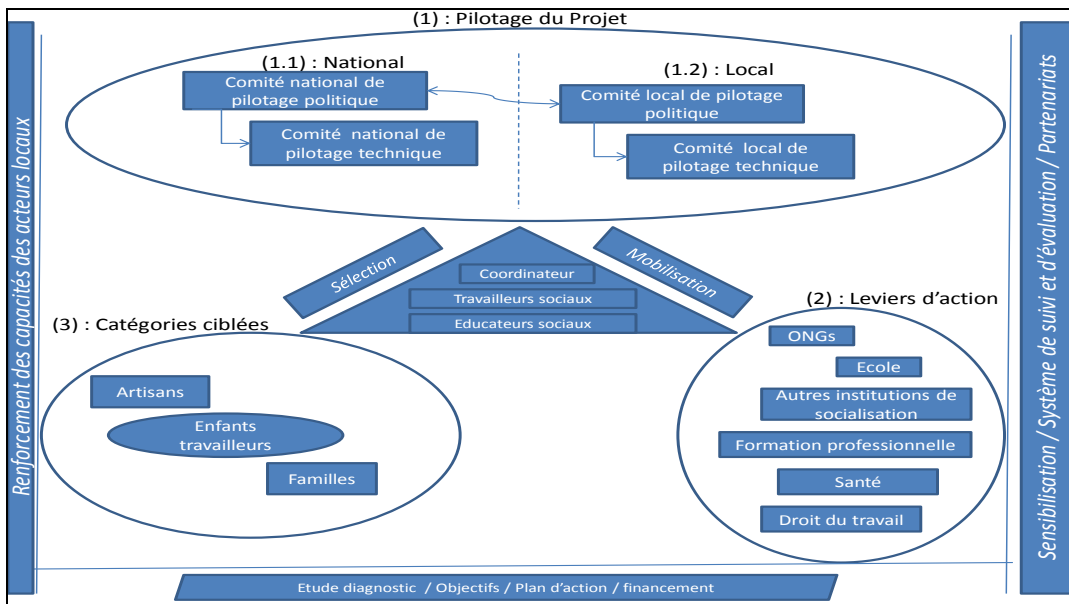 (1) : Pilotage du Projet
(1.1) : National
(1.2) : Local
Comité national de
pilotage politique
Comité local de pilotage
politique
Comité national de
pilotage technique
Comité local de
pilotage technique
Renforcement des capacités des acteurs locaux
Sensibilisation / Système de suivi et d'évaluation / Partenariats
Sélection
Mobilisation
Coordinateur
Travailleurs sociaux
Educateurs sociaux
(3) : Catégories ciblées
Artisans
Enfants
travailleurs
Familles
(2) : Leviers d'action
ONGs
Ecole
Autres institutions de
socialisation
Formation professionnelle
Santé
Droit du travail
Etude diagnostic / Objectifs / Plan d'action / financement